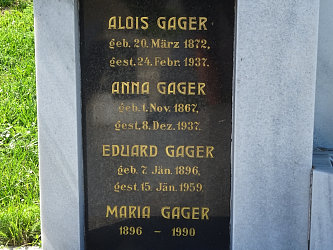 ALOIS GAGER
geb. 20. März 1872,
gest. 24. Febr. 1937.
ANNA GAGER
geb. 1. Nov. 1867,
gest. 8. Dez. 1937.
EDUARD GAGER
geb. 7. Jän. 1896,
gest. 15. Jän. 1959
MARIA GAGER
1896 – 1990